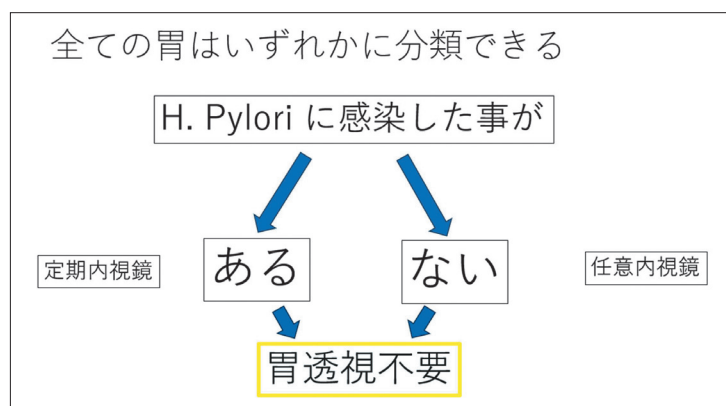 全ての胃はいずれかに分類できる
H. Pylori に感染した事が
定期内視鏡
ある
ない
任意内視鏡
胃透視不要